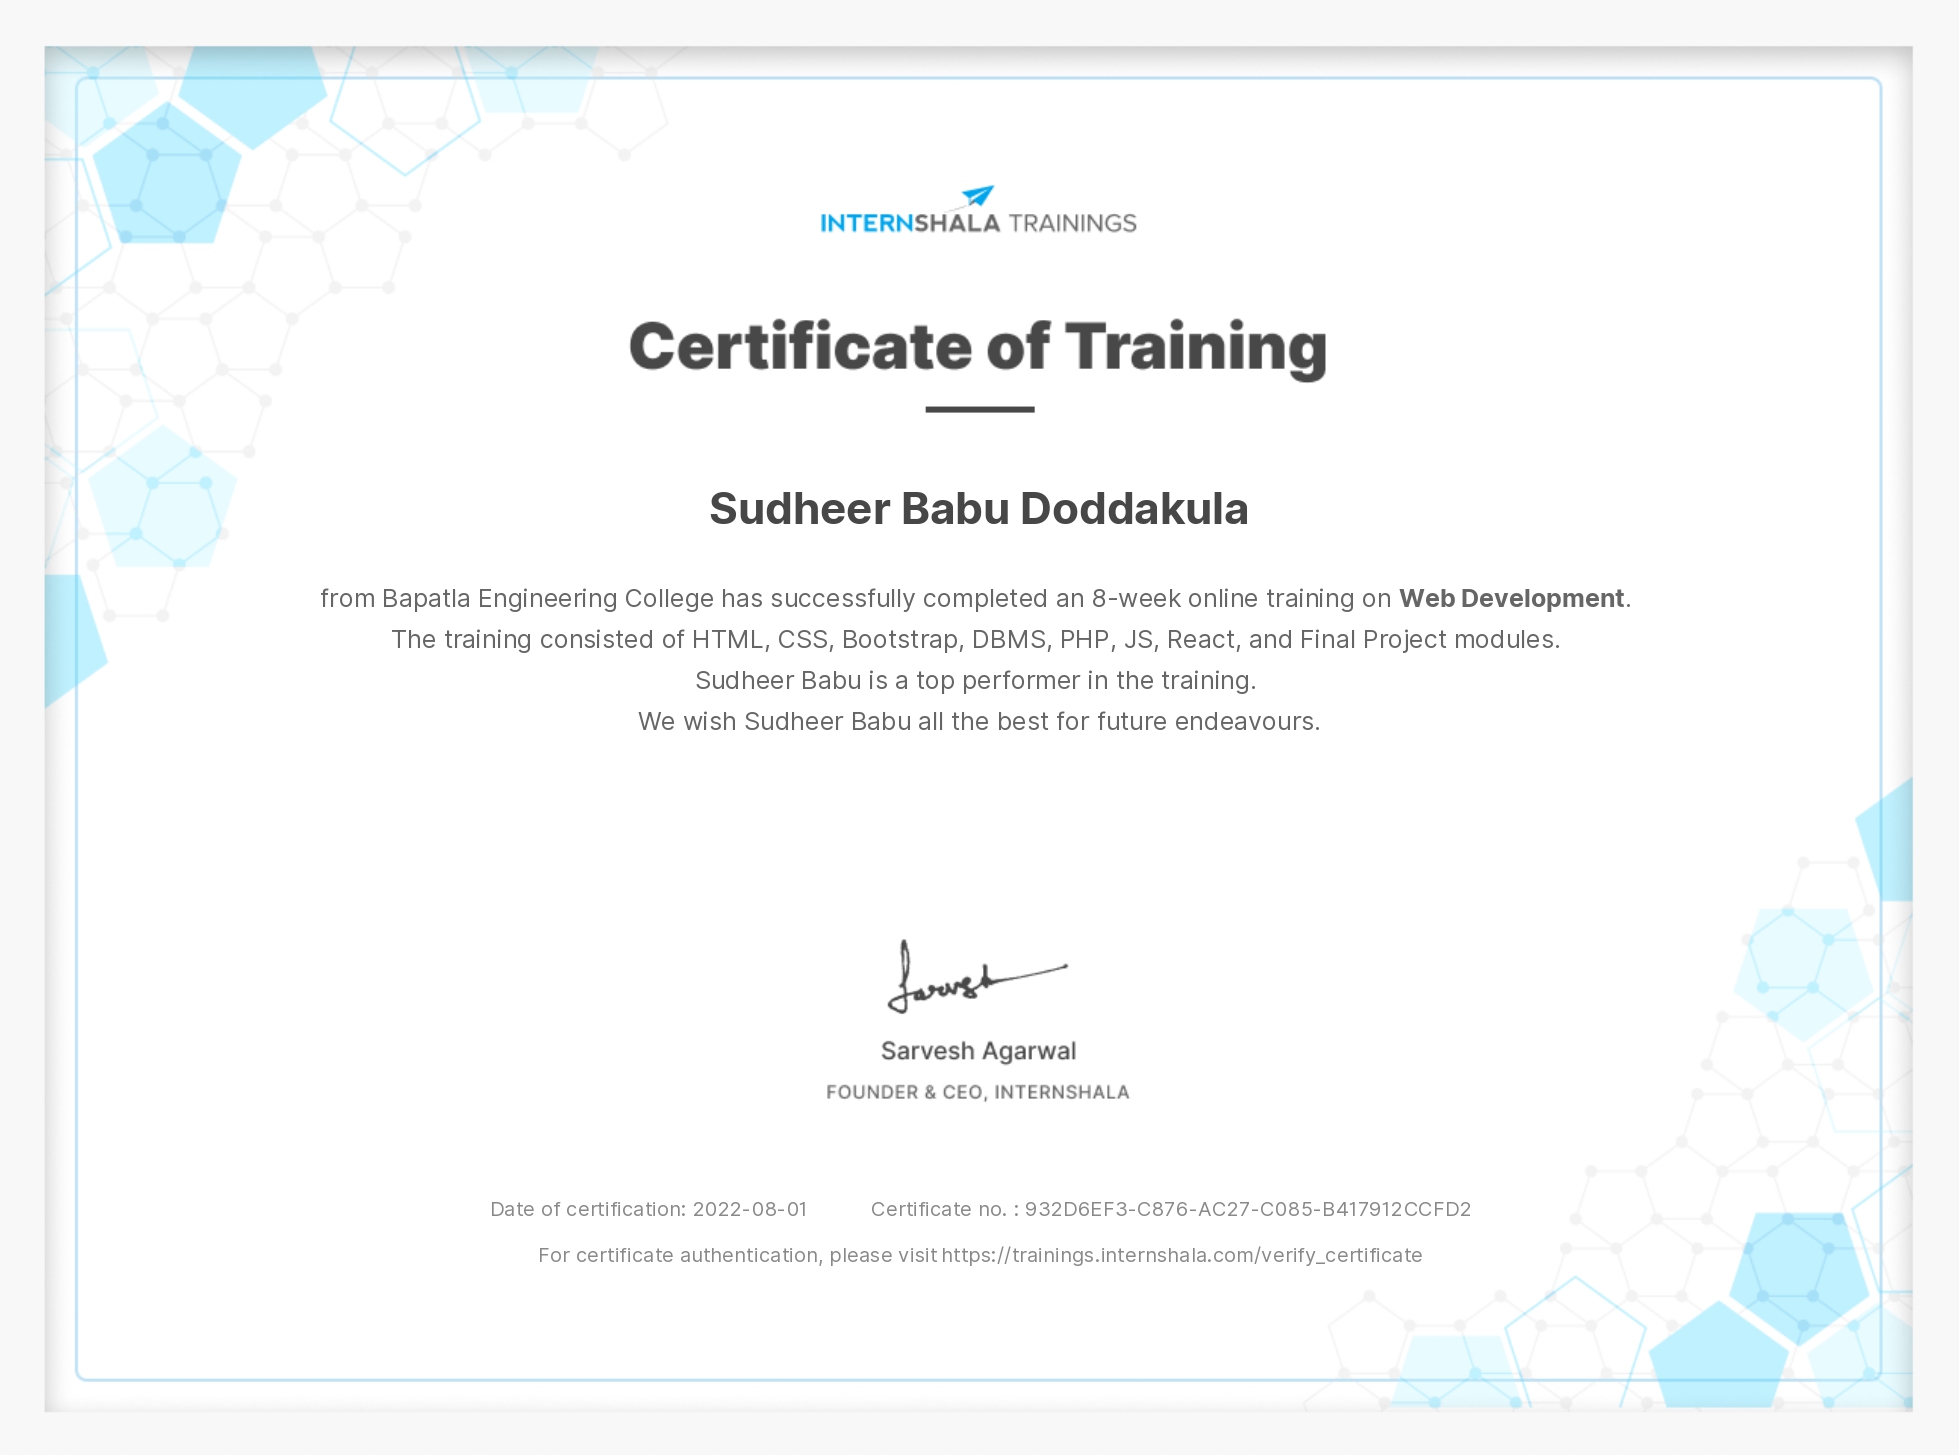 INTERNSHALA TRAININGS
Certificate of Training
Sudheer Babu Doddakula
from Bapatla Engineering College has successfully completed an 8-week online training on Web Development.
The training consisted of HTML, CSS, Bootstrap, DBMS, PHP, JS, React, and Final Project modules.
Sudheer Babu is a top performer in the training.
We wish Sudheer Babu all the best for future endeavours.
Sarvesh
Sarvesh Agarwal
FOUNDER & CEO, INTERNSHALA
Date of certification: 2022-08-01 Certificate no. : 932D6EF3-C876-AC27-C085-B417912CCFD2
For certificate authentication, please visit https://trainings.internshala.com/verify_certificate